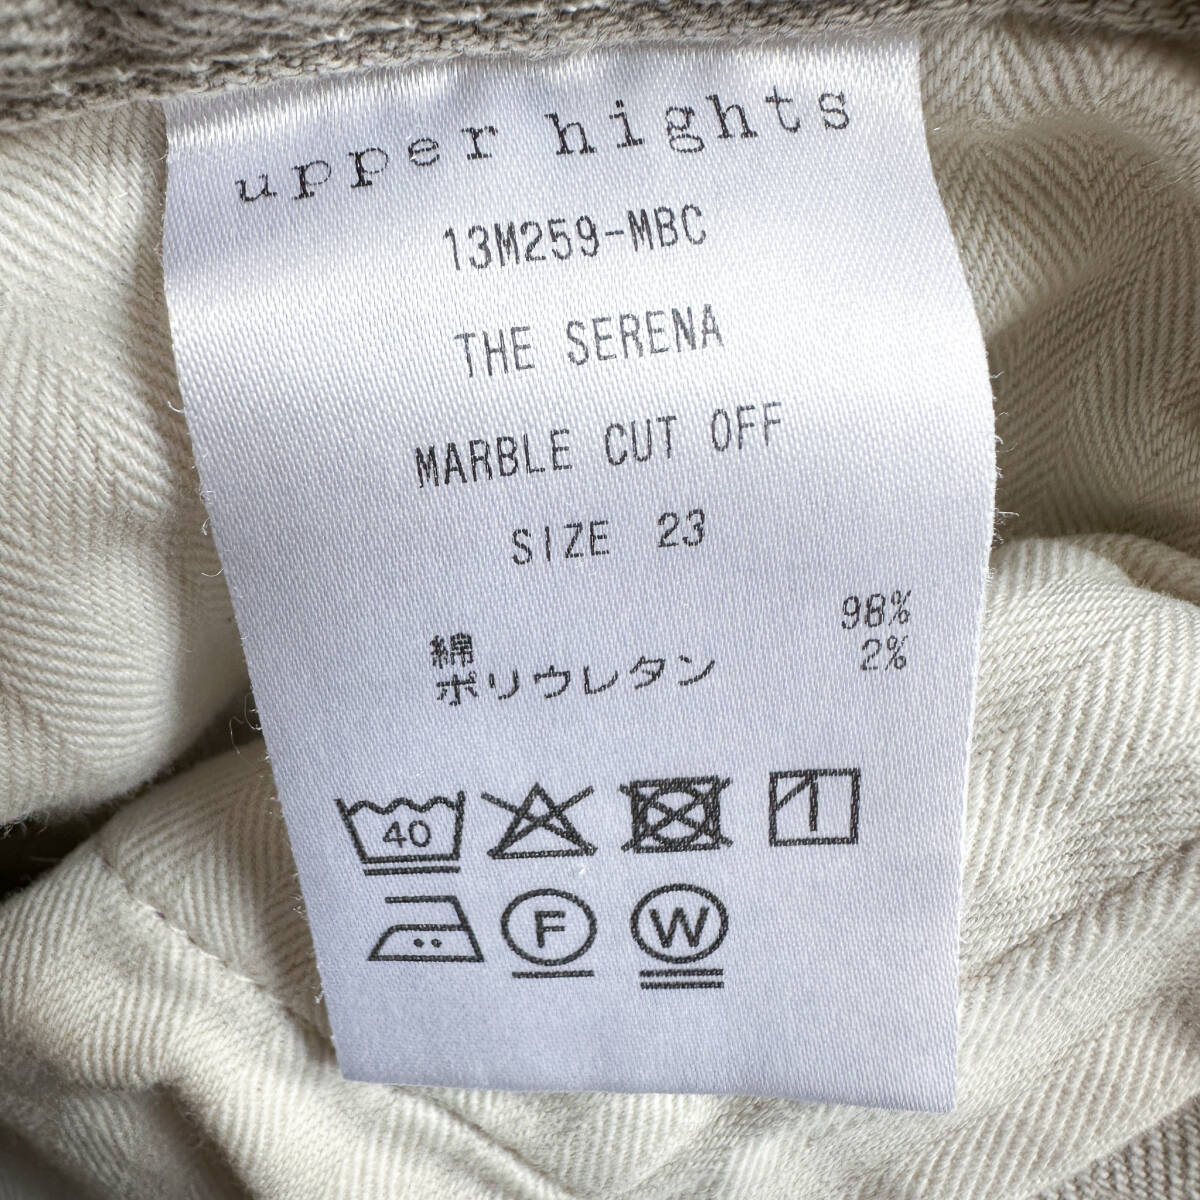 upper hights
13M259-MBC
THE SERENA
MARBLE CUT OFF
SIZE 23
綿 98%
ポリウレタン 2%
40
F W